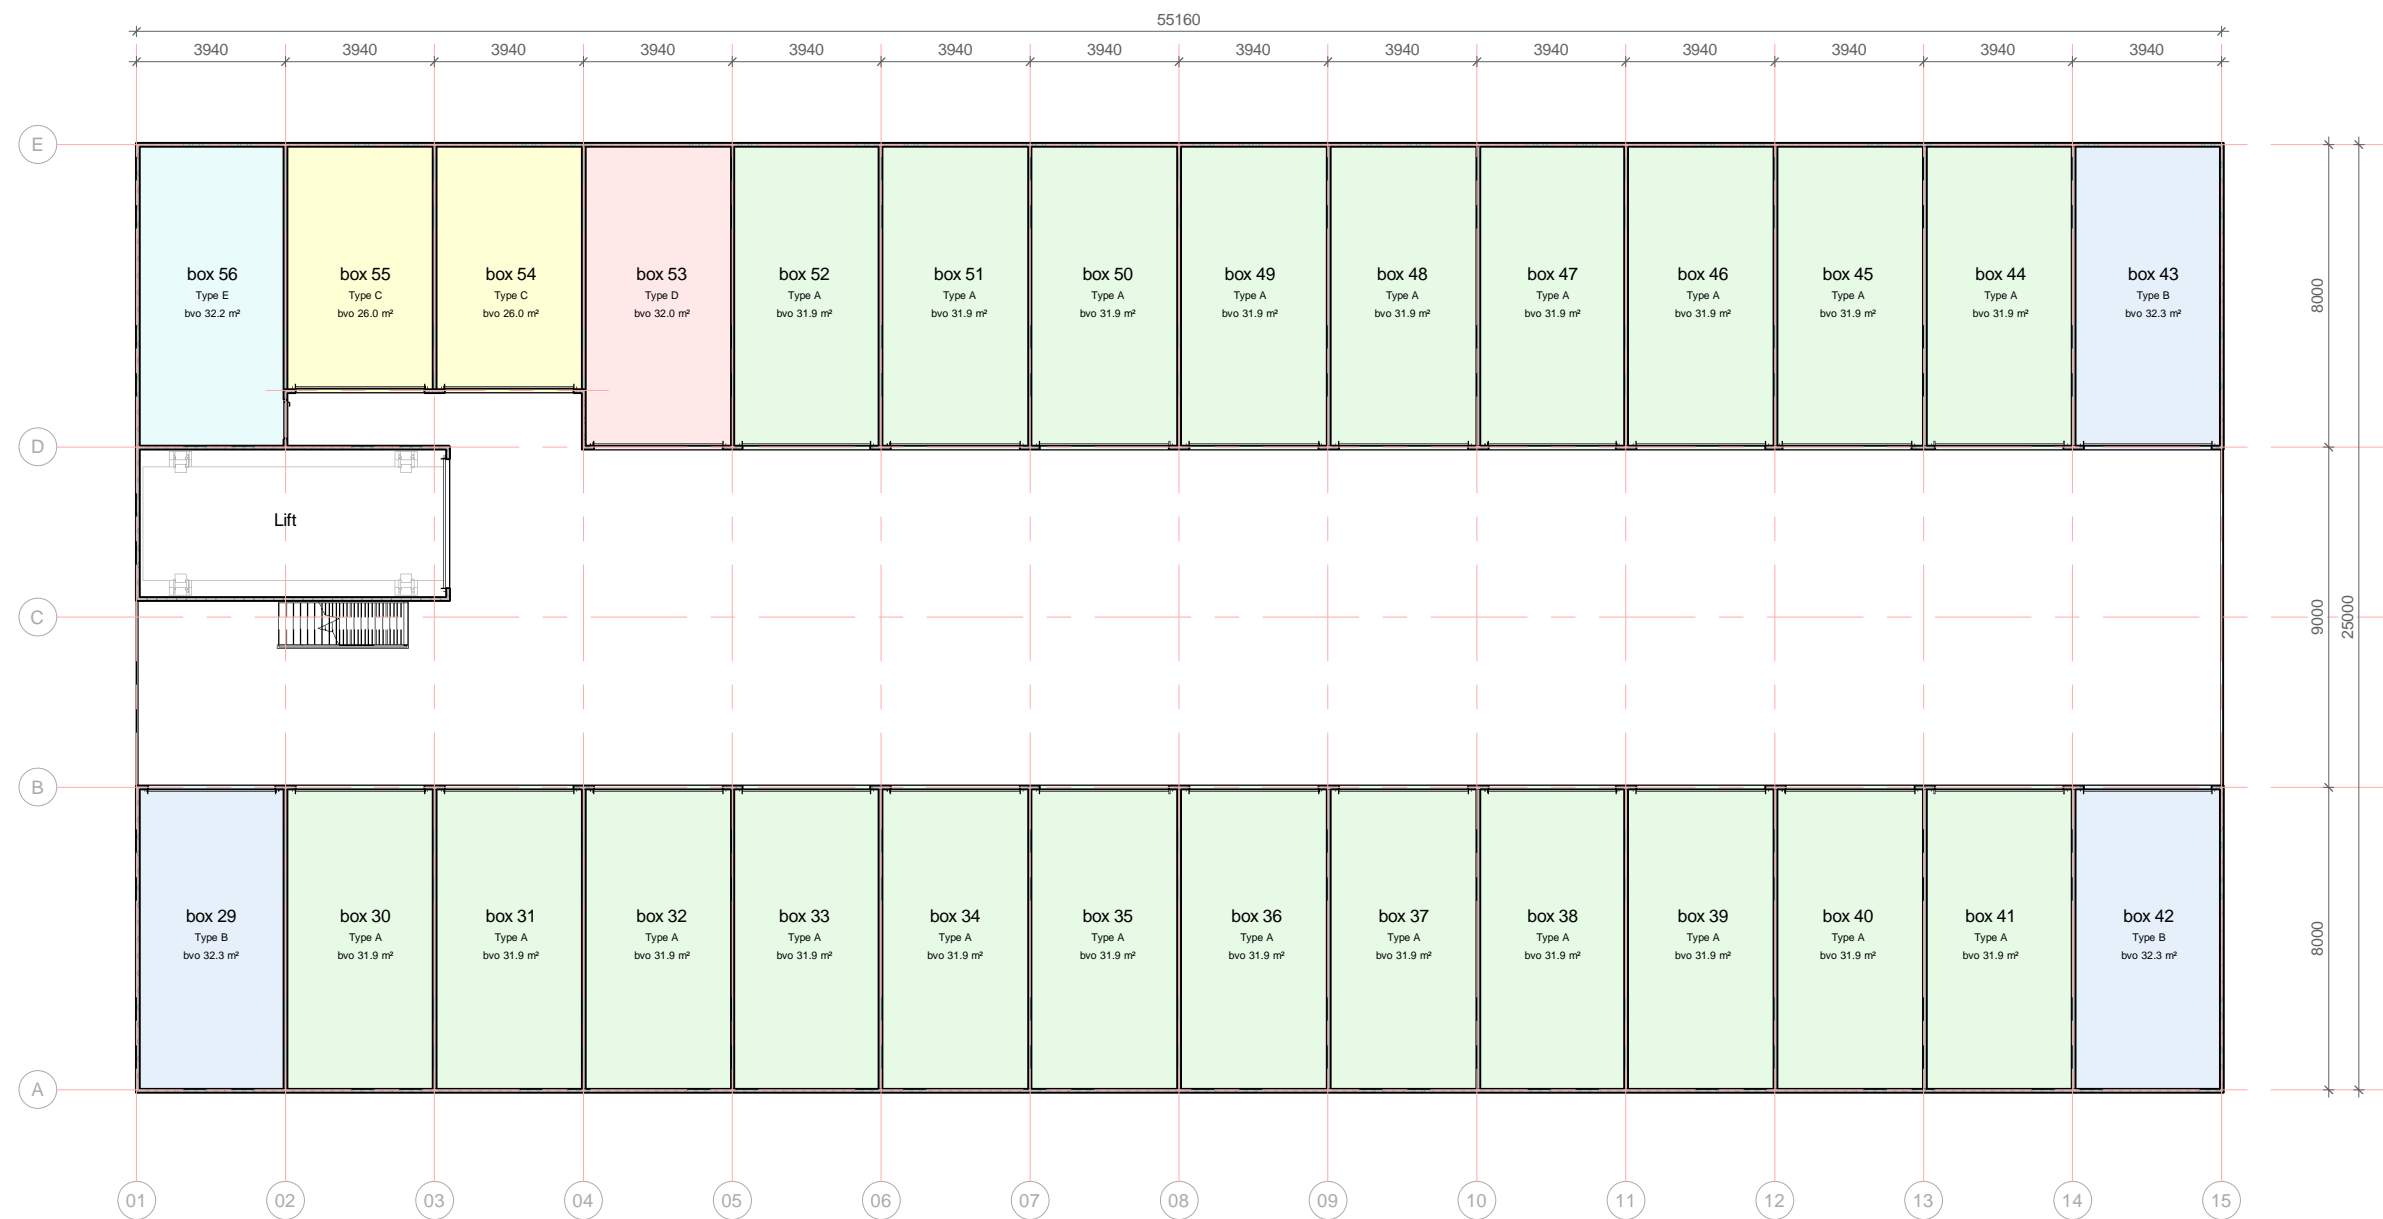 55160
3940 3940 3940 3940 3940 3940 3940 3940 3940 3940 3940 3940 3940 3940
E
box 56 box 55 box 54 box 53 box 52 box 51 box 50 box 49 box 48 box 47 box 46 box 45 box 44 box 43
Type E Type C Type C Type D Type A Type A Type A Type A Type A Type A Type A Type A Type A Type B
bvo 32.2 m² bvo 26.0 m² bvo 26.0 m² bvo 32.0 m² bvo 31.9 m² bvo 31.9 m² bvo 31.9 m² bvo 31.9 m² bvo 31.9 m² bvo 31.9 m² bvo 31.9 m² bvo 31.9 m² bvo 31.9 m² bvo 32.3 m²
8000
D
Lift
C
9000
25000
B
box 29 box 30 box 31 box 32 box 33 box 34 box 35 box 36 box 37 box 38 box 39 box 40 box 41 box 42
Type B Type A Type A Type A Type A Type A Type A Type A Type A Type A Type A Type A Type A Type B
bvo 32.3 m² bvo 31.9 m² bvo 31.9 m² bvo 31.9 m² bvo 31.9 m² bvo 31.9 m² bvo 31.9 m² bvo 31.9 m² bvo 31.9 m² bvo 31.9 m² bvo 31.9 m² bvo 31.9 m² bvo 31.9 m² bvo 32.3 m²
8000
A
01 02 03 04 05 06 07 08 09 10 11 12 13 14 15